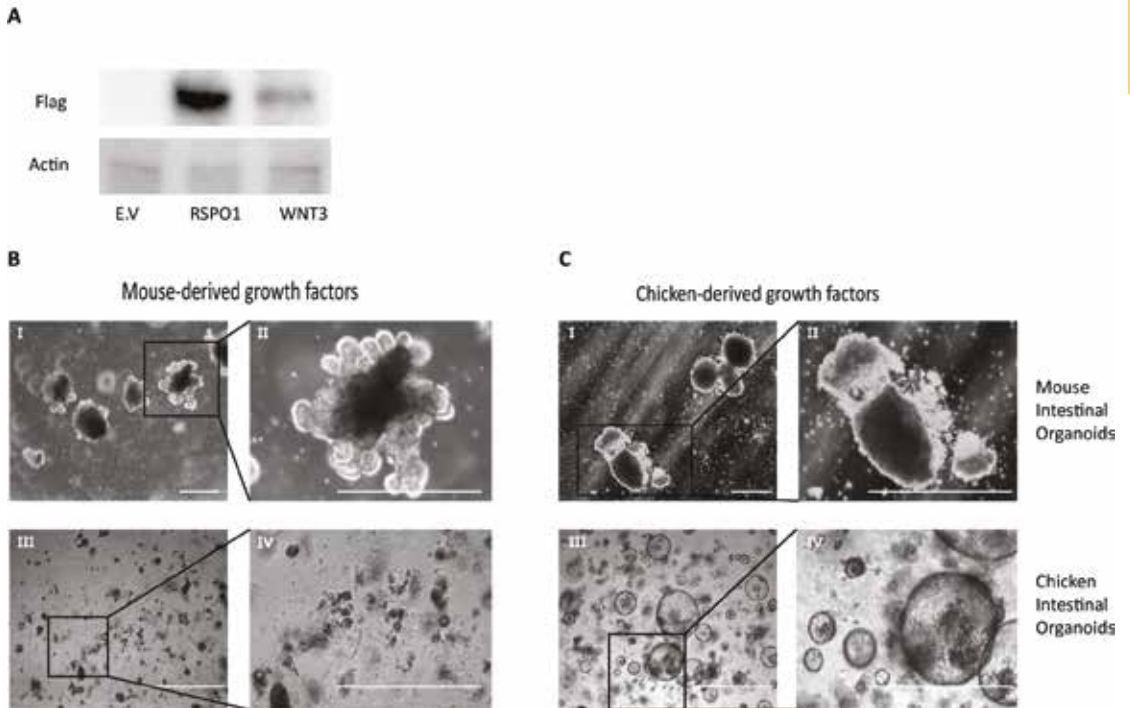 A
Flag
Actin
E.V RSPO1 WNT3
B
Mouse-derived growth factors
I
II
III
IV
C
Chicken-derived growth factors
I
II
Mouse
Intestinal
Organoids
III
IV
Chicken
Intestinal
Organoids